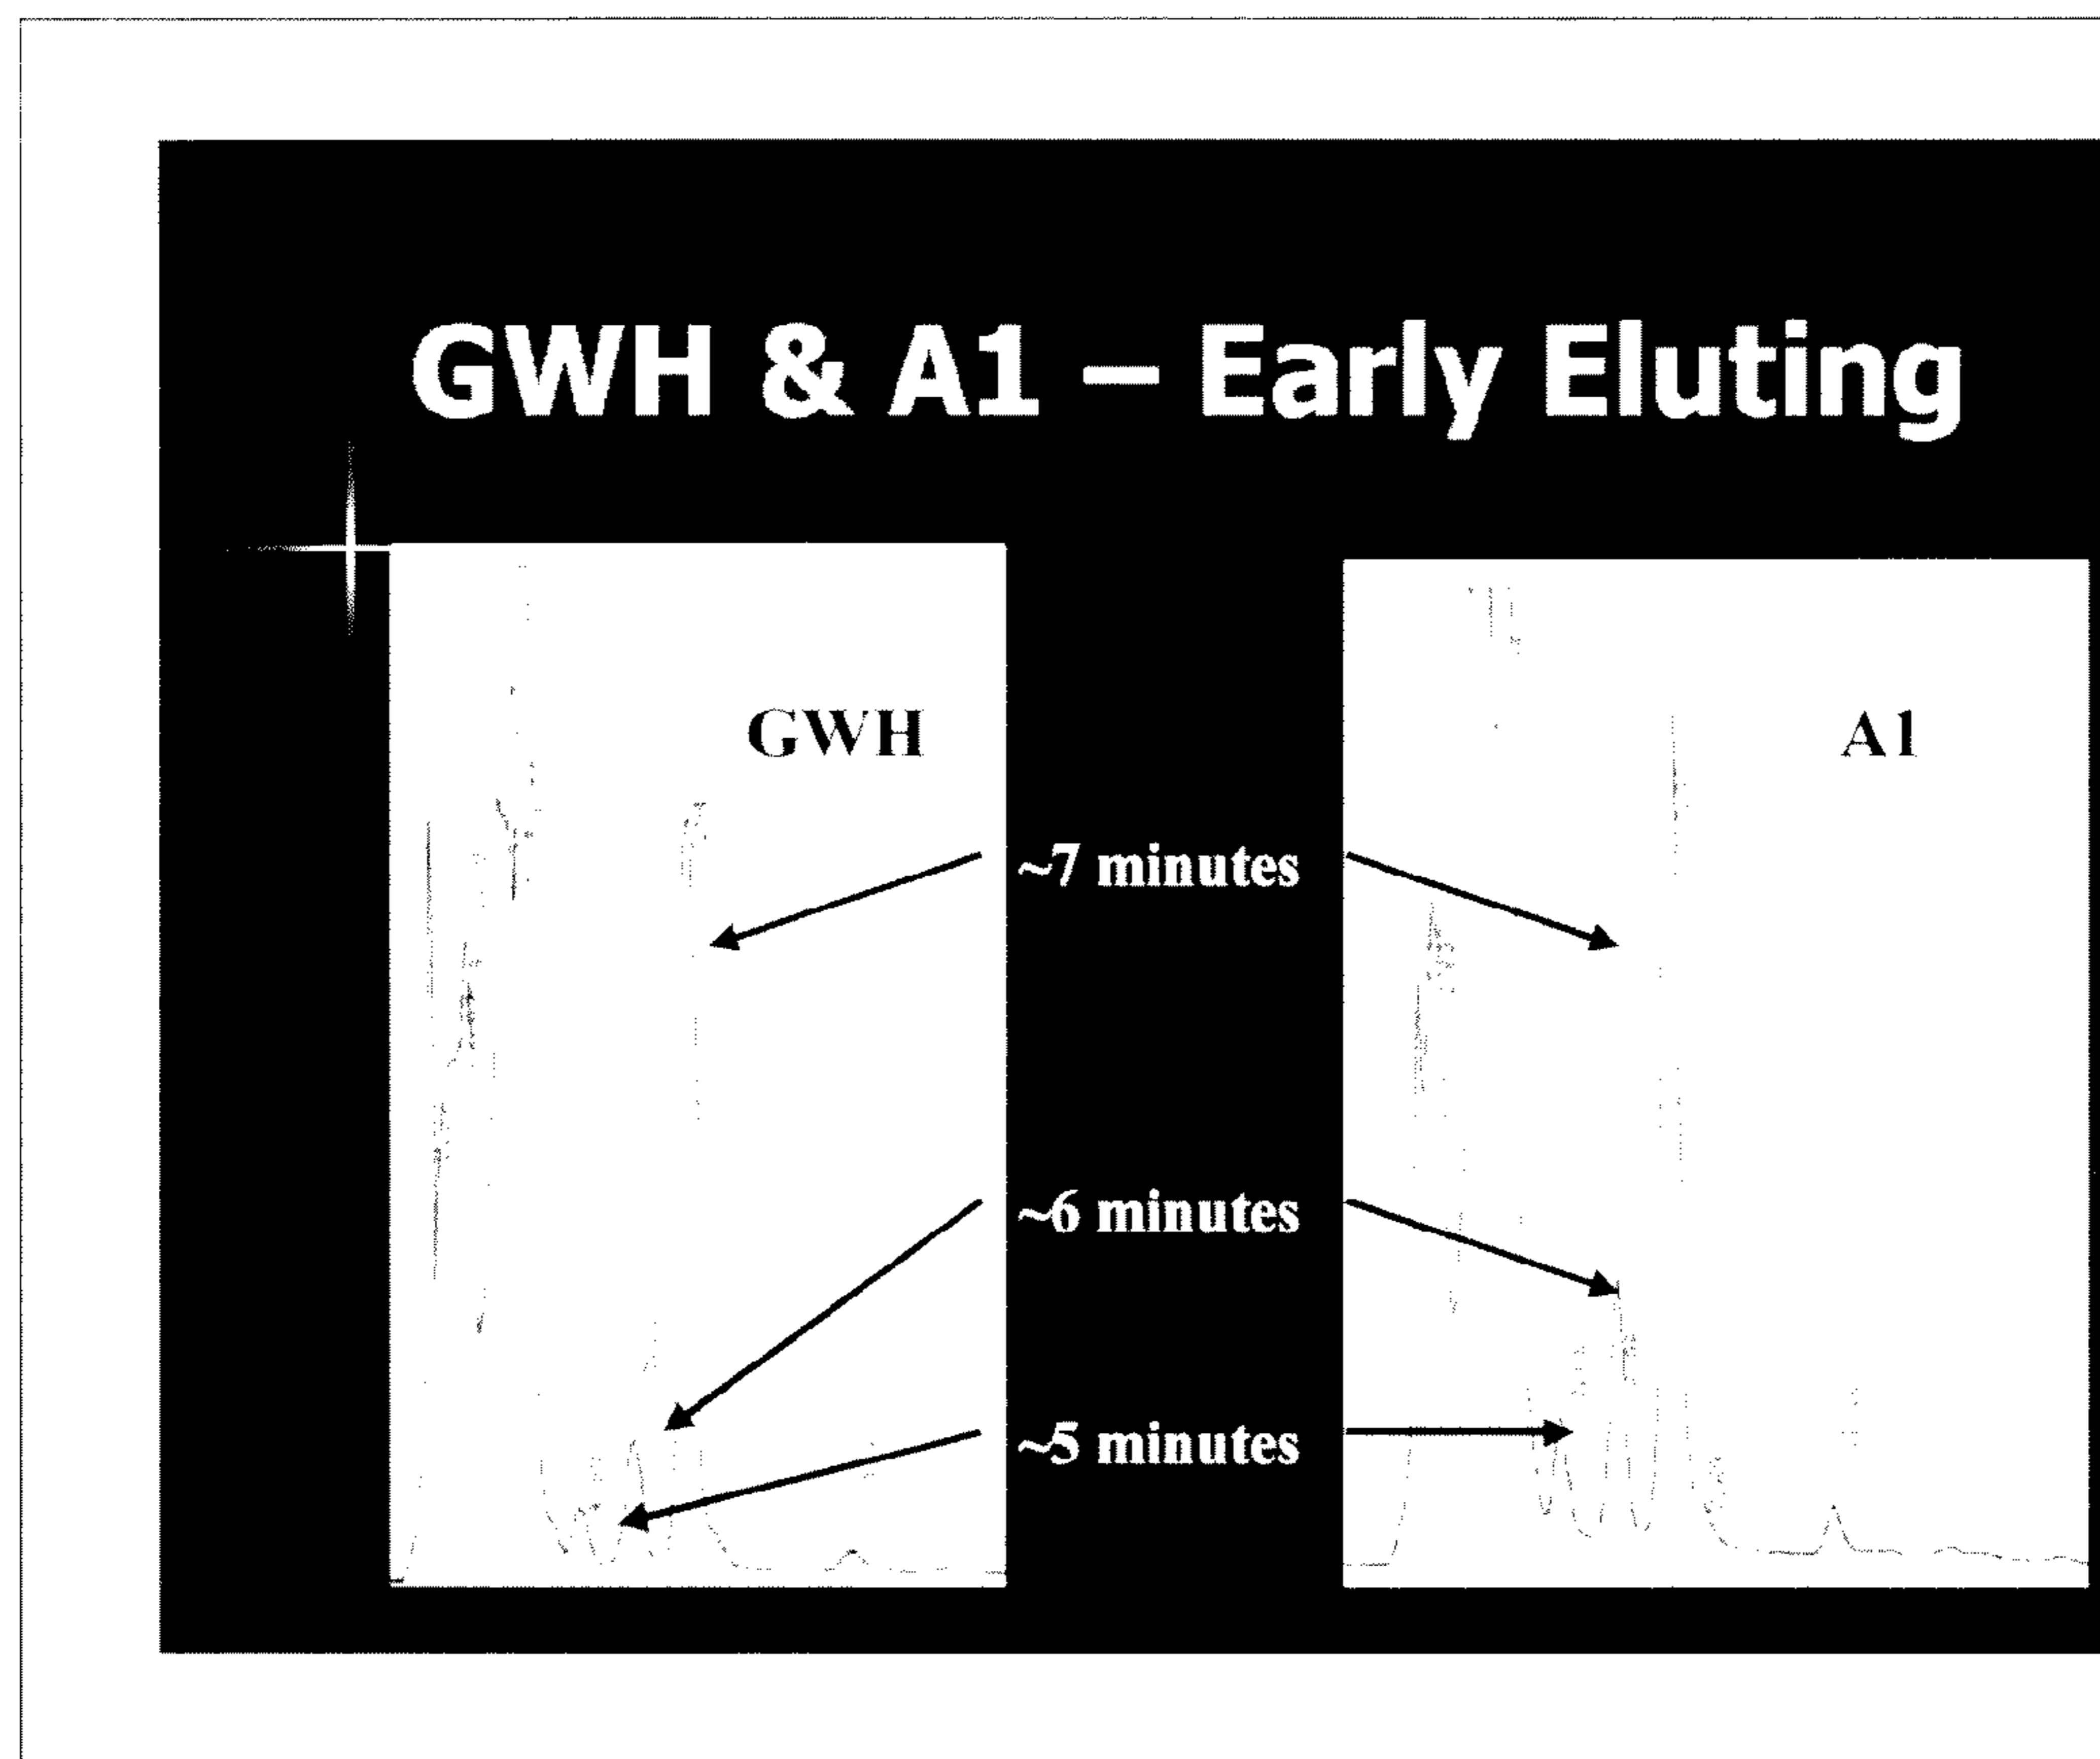 GWH & A1 – Early Eluting
GWH
A1
~7 minutes
~6 minutes
~5 minutes